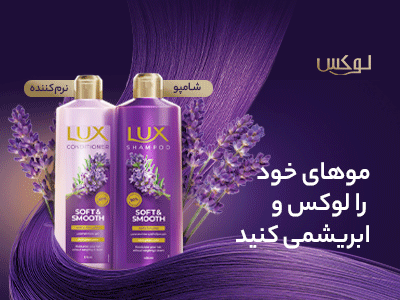 لوکس
شامپو
نرم‌کننده
LUX
CONDITIONER
SOFT&
SMOOTH
LUX
SHAMPOO
SOFT&
SMOOTH
موهای خود
را لوکس و
ابریشمی کنید